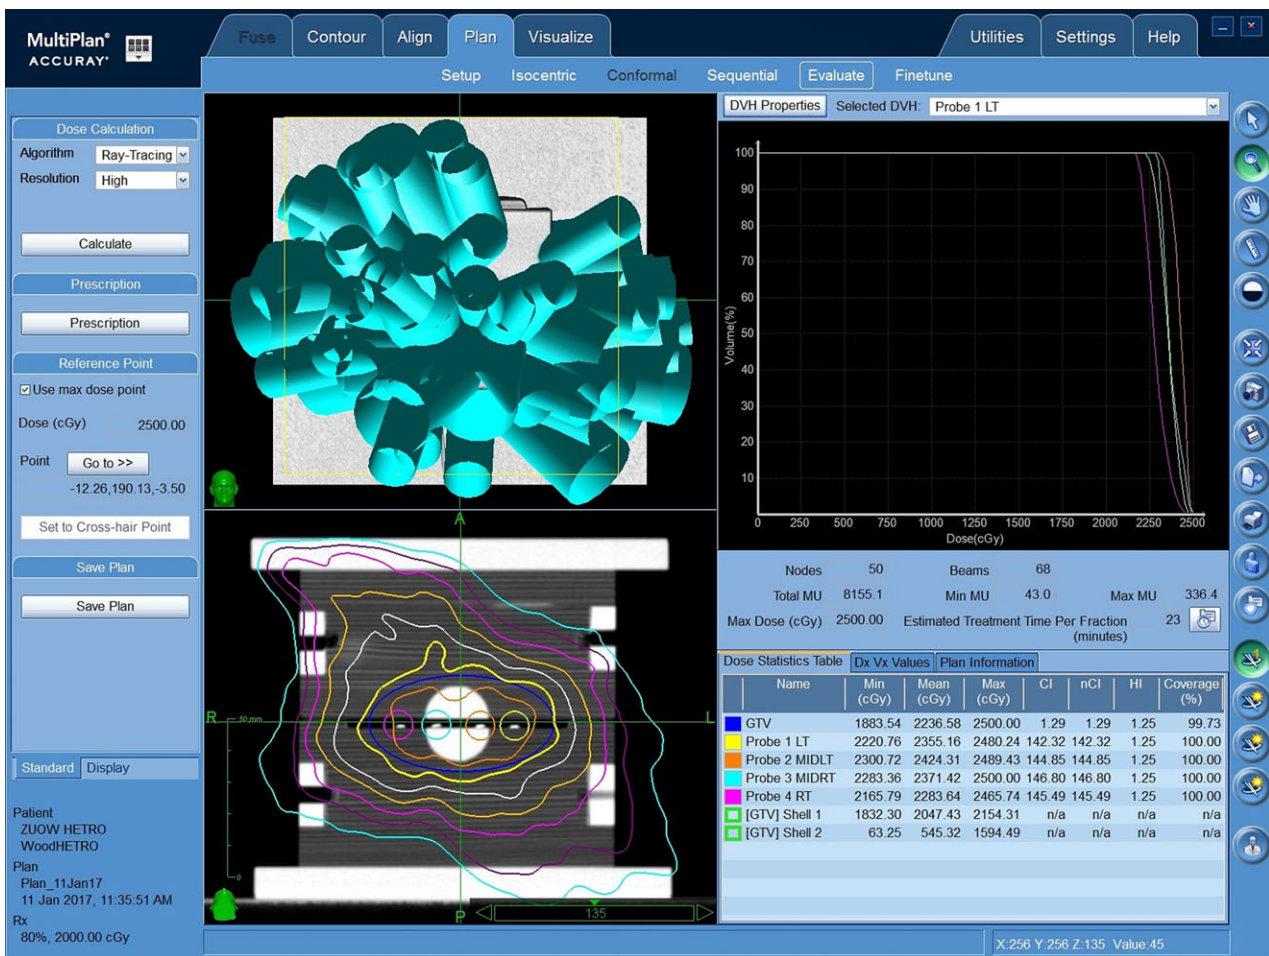 MultiPlan®
ACCURAY®
Fuse Contour Align Plan Visualize Utilities Settings Help
Setup Isocentric Conformal Sequential Evaluate Finetune
Dose Calculation
Algorithm Ray-Tracing
Resolution High
Calculate
Prescription
Prescription
Reference Point
Use max dose point
Dose (cGy) 2500.00
Point Go to >>
-12.26,190.13,-3.50
Set to Cross-hair Point
Save Plan
Save Plan
Standard Display
Patient
ZUOW HETRO
WoodHETRO
Plan
Plan_11Jan17
11 Jan 2017, 11:35:51 AM
Rx
80%, 2000.00 cGy
A
R
50 mm
L
0
P
135
DVH Properties Selected DVH: Probe 1 LT
100
90
80
70
60
50
40
30
20
10
Volume(%)
0 250 500 750 1000 1250 1500 1750 2000 2250 2500
Dose(cGy)
Nodes 50 Beams 68
Total MU 8155.1 Min MU 43.0 Max MU 336.4
Max Dose (cGy) 2500.00 Estimated Treatment Time Per Fraction 23
(minutes)
Dose Statistics Table Dx Vx Values Plan Information
Name Min (cGy) Mean (cGy) Max (cGy) CI nCI HI Coverage (%)
GTV 1883.54 2236.58 2500.00 1.29 1.29 1.25 99.73
Probe 1 LT 2220.76 2355.16 2480.24 142.32 142.32 1.25 100.00
Probe 2 MIDLT 2300.72 2424.31 2489.43 144.85 144.85 1.25 100.00
Probe 3 MIDRT 2283.36 2371.42 2500.00 146.80 146.80 1.25 100.00
Probe 4 RT 2165.79 2283.64 2465.74 145.49 145.49 1.25 100.00
[GTV] Shell 1 1832.30 2047.43 2154.31 n/a n/a n/a n/a
[GTV] Shell 2 63.25 545.32 1594.49 n/a n/a n/a n/a
X:256 Y:256 Z:135 Value:45